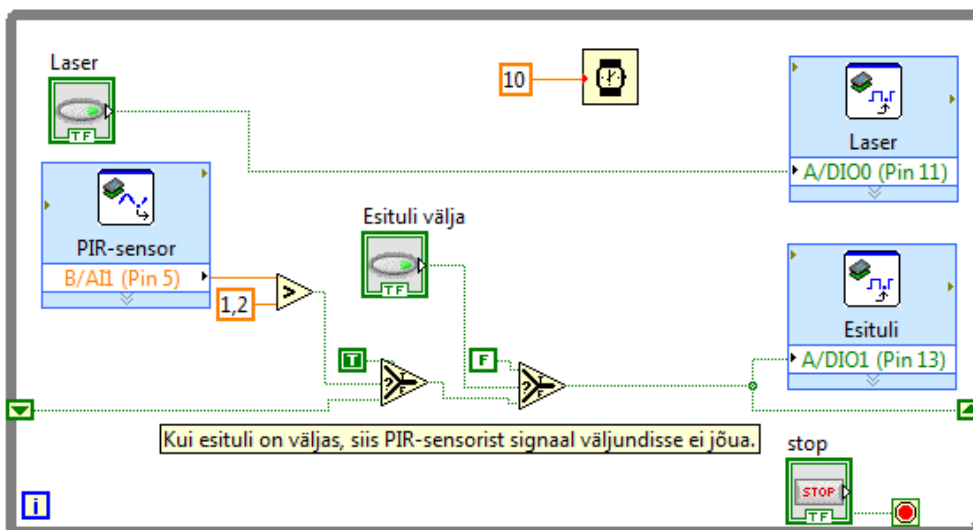 Laser
TF
10
Laser
A/DIO0 (Pin 11)
PIR-sensor
B/AI1 (Pin 5)
1,2
>
Esituli välja
TF
Esituli
A/DIO1 (Pin 13)
T
?
T
F
F
?
T
F
Kui esituli on väljas, siis PIR-sensorist signaal väljundisse ei jõua.
stop
STOP
TF
i